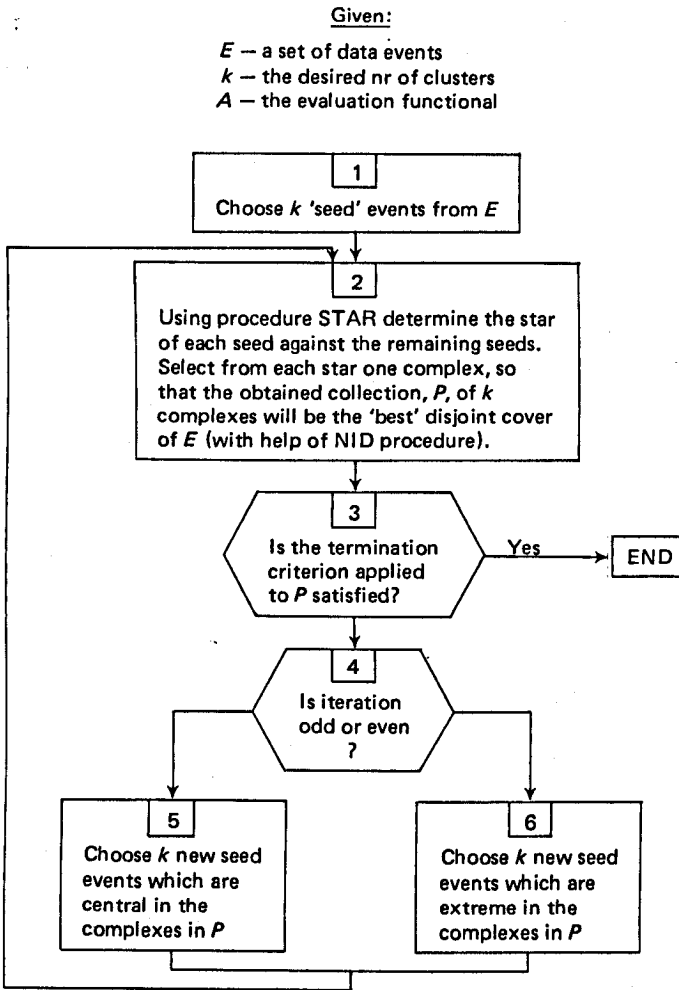 Given:
E — a set of data events
k — the desired nr of clusters
A — the evaluation functional
1
Choose k 'seed' events from E
2
Using procedure STAR determine the star
of each seed against the remaining seeds.
Select from each star one complex, so
that the obtained collection, P, of k
complexes will be the 'best' disjoint cover
of E (with help of NID procedure).
3
Is the termination
criterion applied
to P satisfied?
Yes
END
4
Is iteration
odd or even
?
5
Choose k new seed
events which are
central in the
complexes in P
6
Choose k new seed
events which are
extreme in the
complexes in P